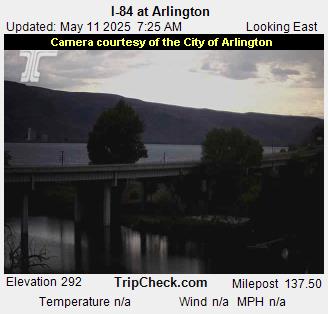 I-84 at Arlington
Updated: May 11 2025 7:25 AM Looking East
Camera courtesy of the City of Arlington
Elevation 292 TripCheck.com Milepost 137.50
Temperature n/a Wind n/a MPH n/a